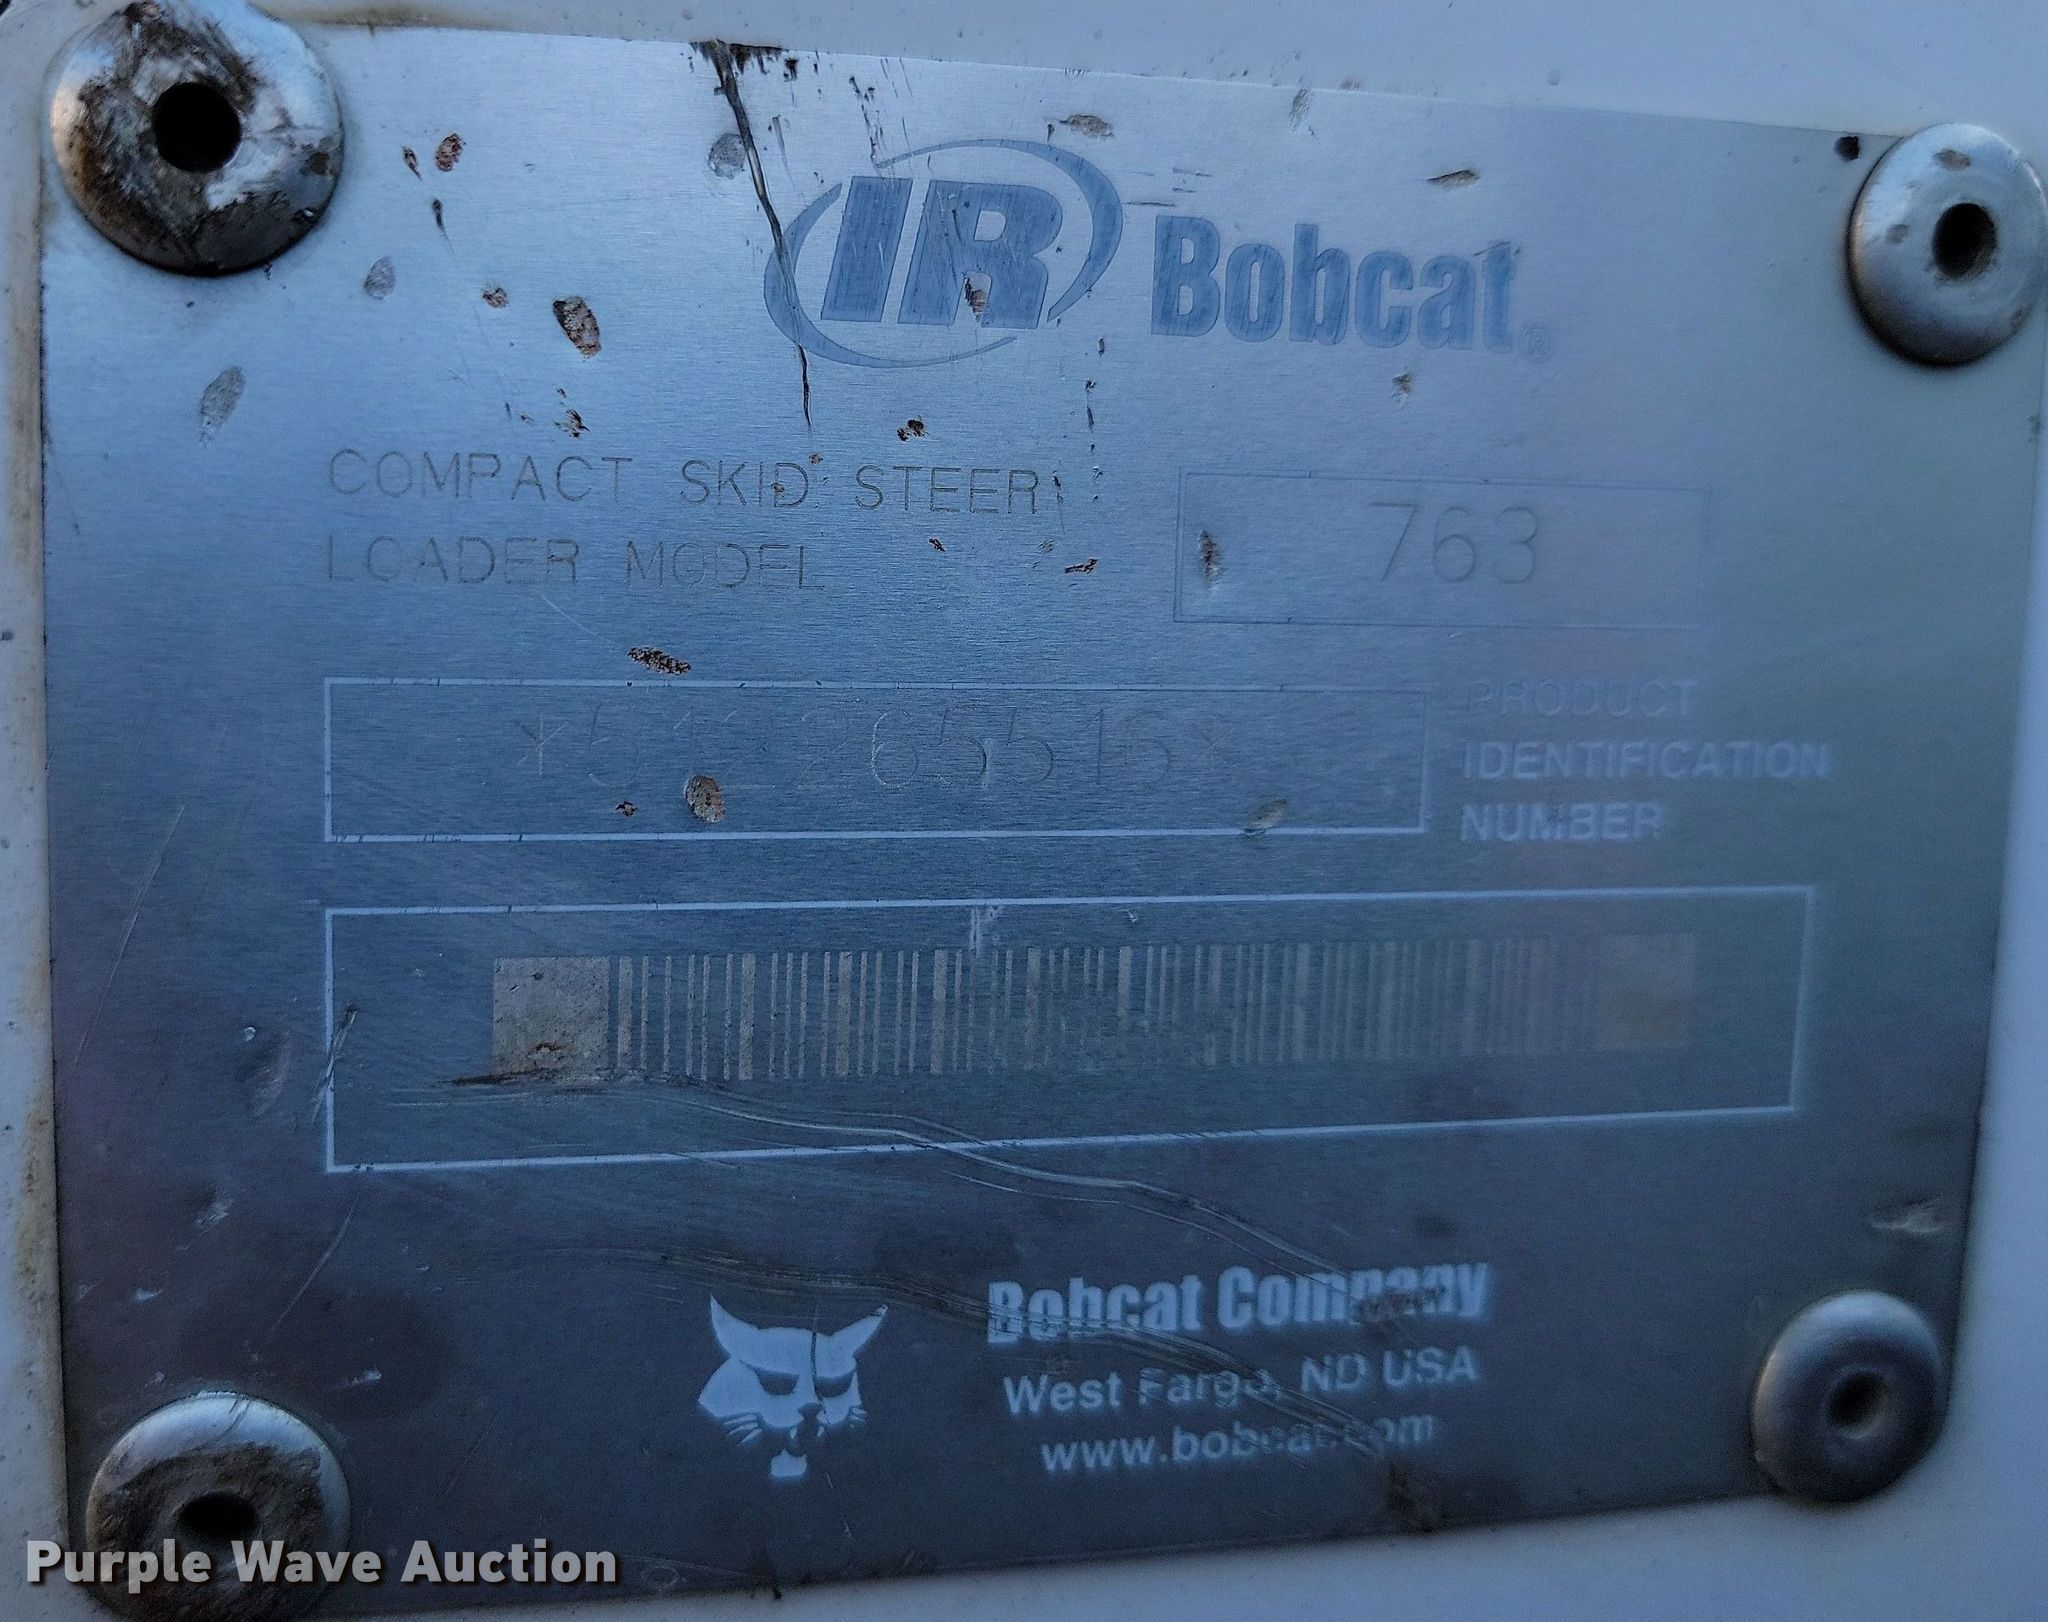 IR Bobcat®
COMPACT SKID STEER
LOADER MODEL
763
*512265516*
PRODUCT
IDENTIFICATION
NUMBER
Bobcat Company
West Fargo, ND USA
www.bobcat.com
Purple Wave Auction